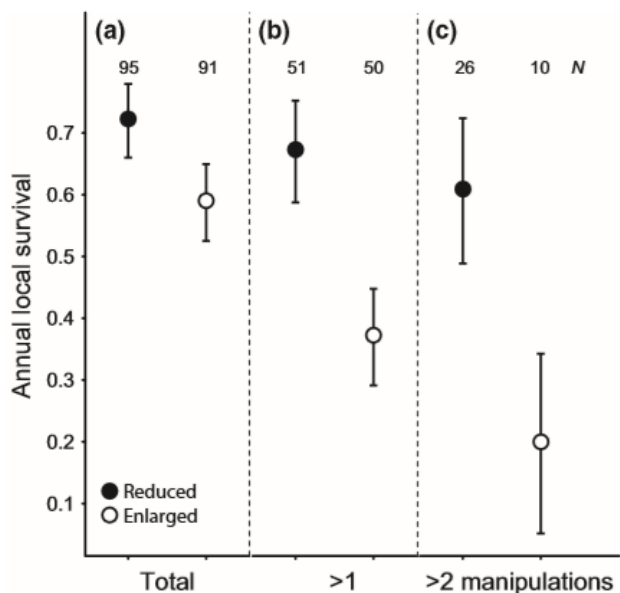 (a) (b) (c)
95 91 51 50 26 10 N
0.7
0.6
0.5
0.4
0.3
0.2
0.1
Annual local survival
Reduced
Enlarged
Total >1 >2 manipulations